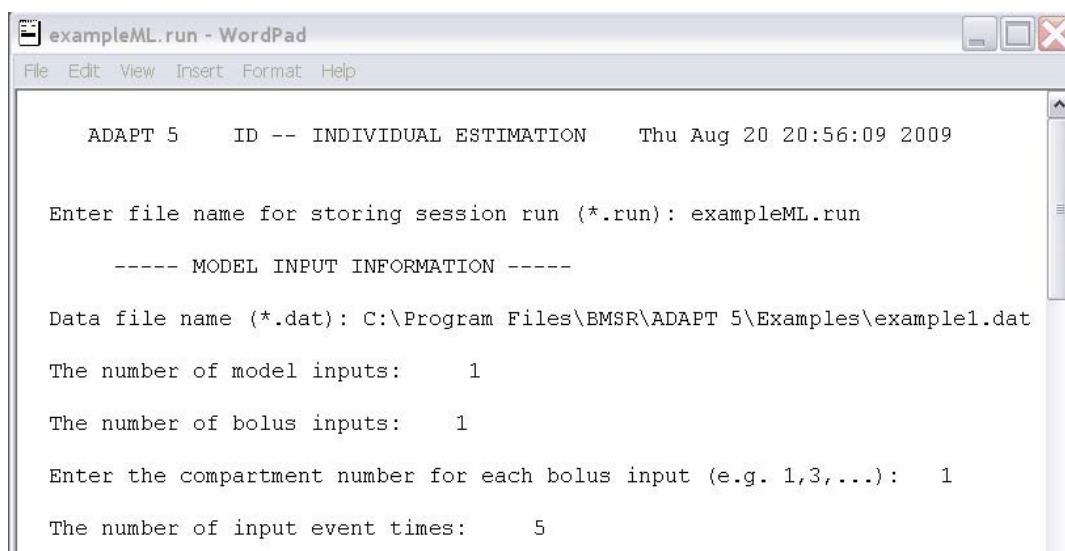 exampleML.run - WordPad
File Edit View Insert Format Help
ADAPT 5 ID -- INDIVIDUAL ESTIMATION Thu Aug 20 20:56:09 2009
Enter file name for storing session run (*.run): exampleML.run
----- MODEL INPUT INFORMATION -----
Data file name (*.dat): C:\Program Files\BMSR\ADAPT 5\Examples\example1.dat
The number of model inputs: 1
The number of bolus inputs: 1
Enter the compartment number for each bolus input (e.g. 1,3,...): 1
The number of input event times: 5